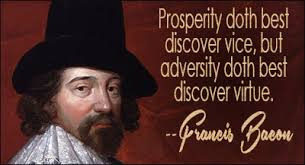 Prosperity doth best
discover vice, but
adversity doth best
discover virtue.
-- Francis Bacon